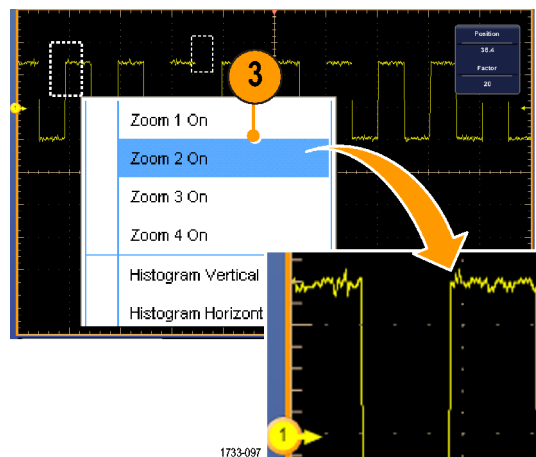 Position
38.4
Factor
20
3
Zoom 1 On
Zoom 2 On
Zoom 3 On
Zoom 4 On
Histogram Vertical
Histogram Horizont
1
1733-097